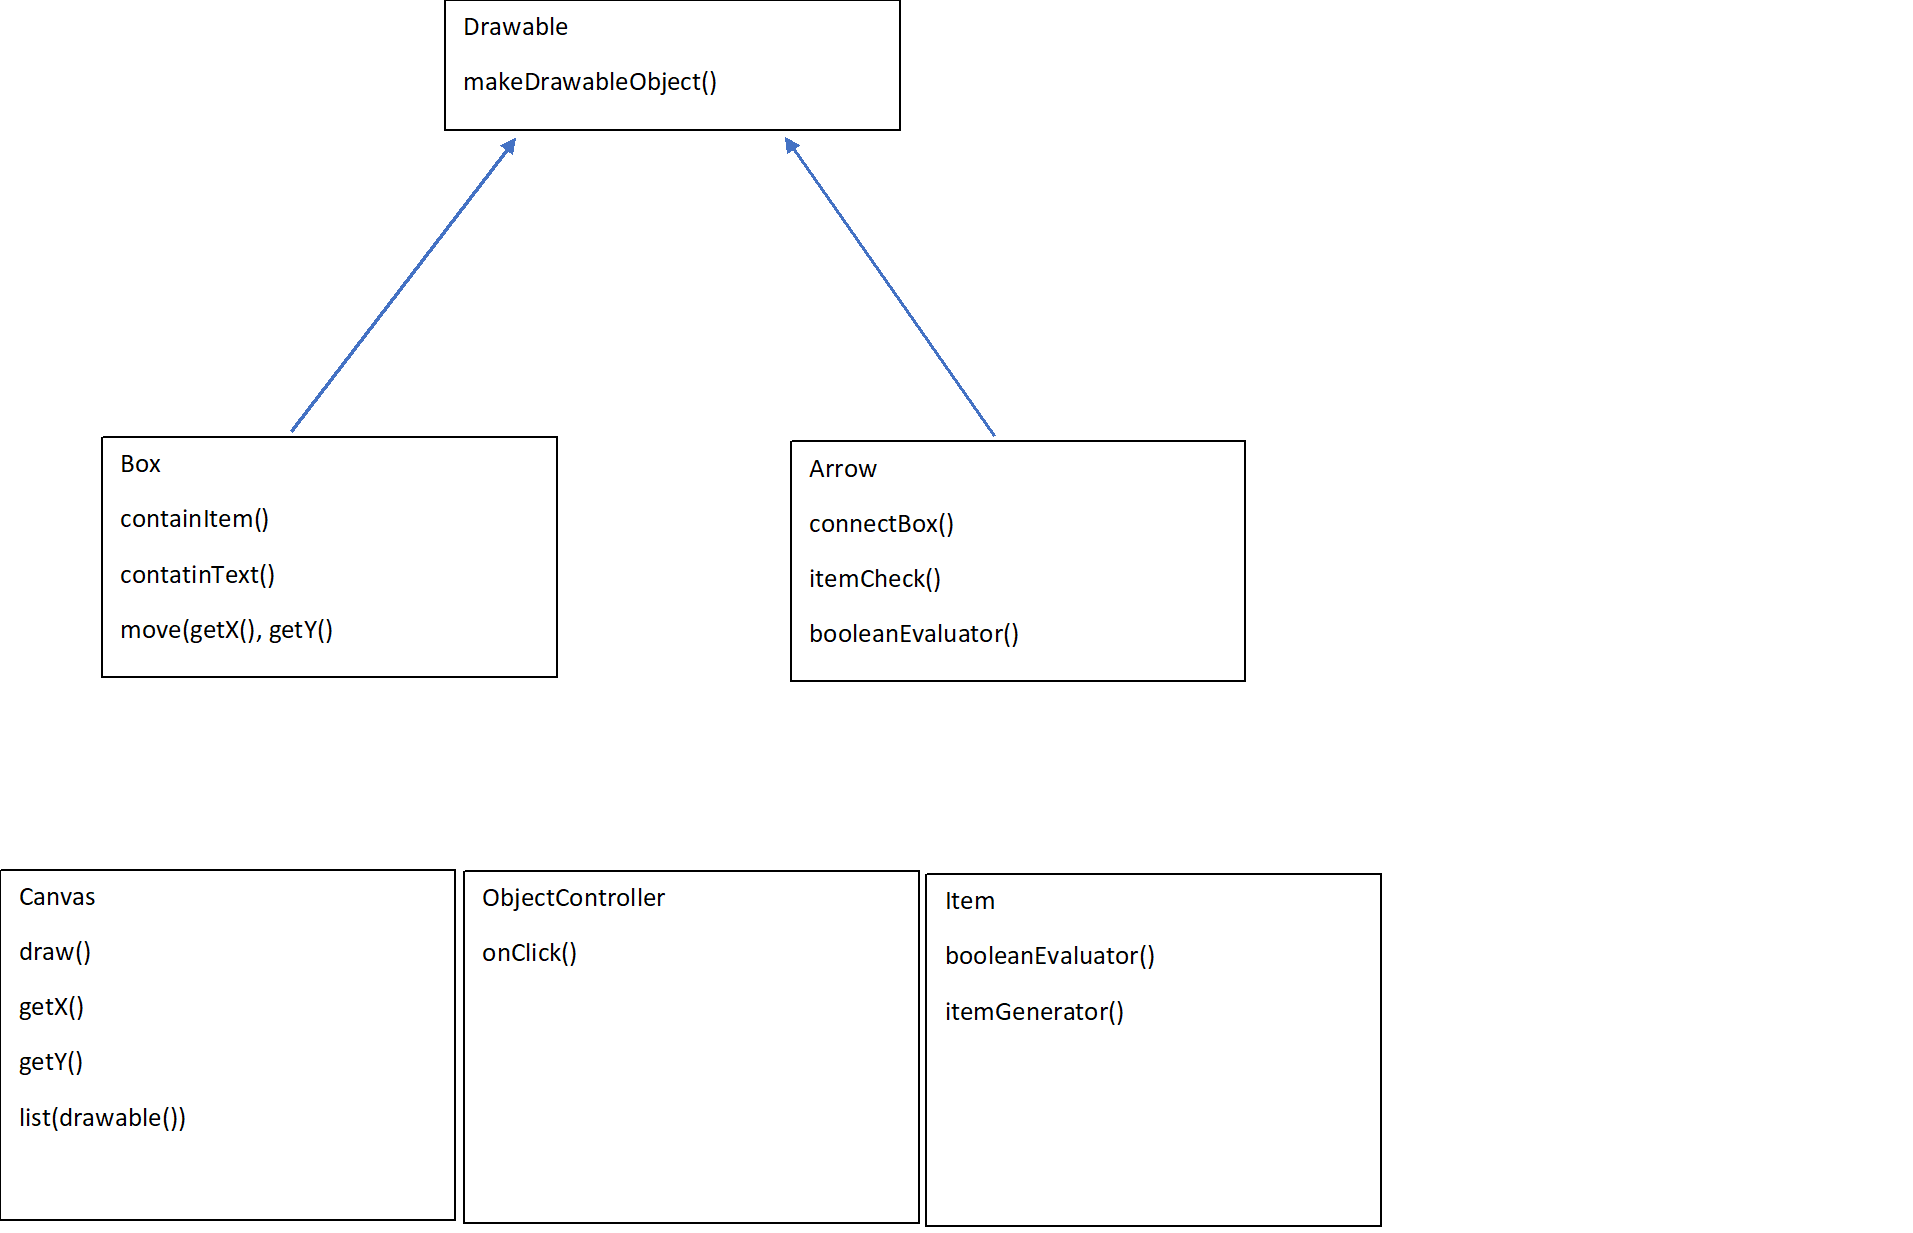 Drawable
makeDrawableObject()
Box
containItem()
contatinText()
move(getX(), getY()
Arrow
connectBox()
itemCheck()
booleanEvaluator()
Canvas
draw()
getX()
getY()
list(drawable())
ObjectController
onClick()
Item
booleanEvaluator()
itemGenerator()